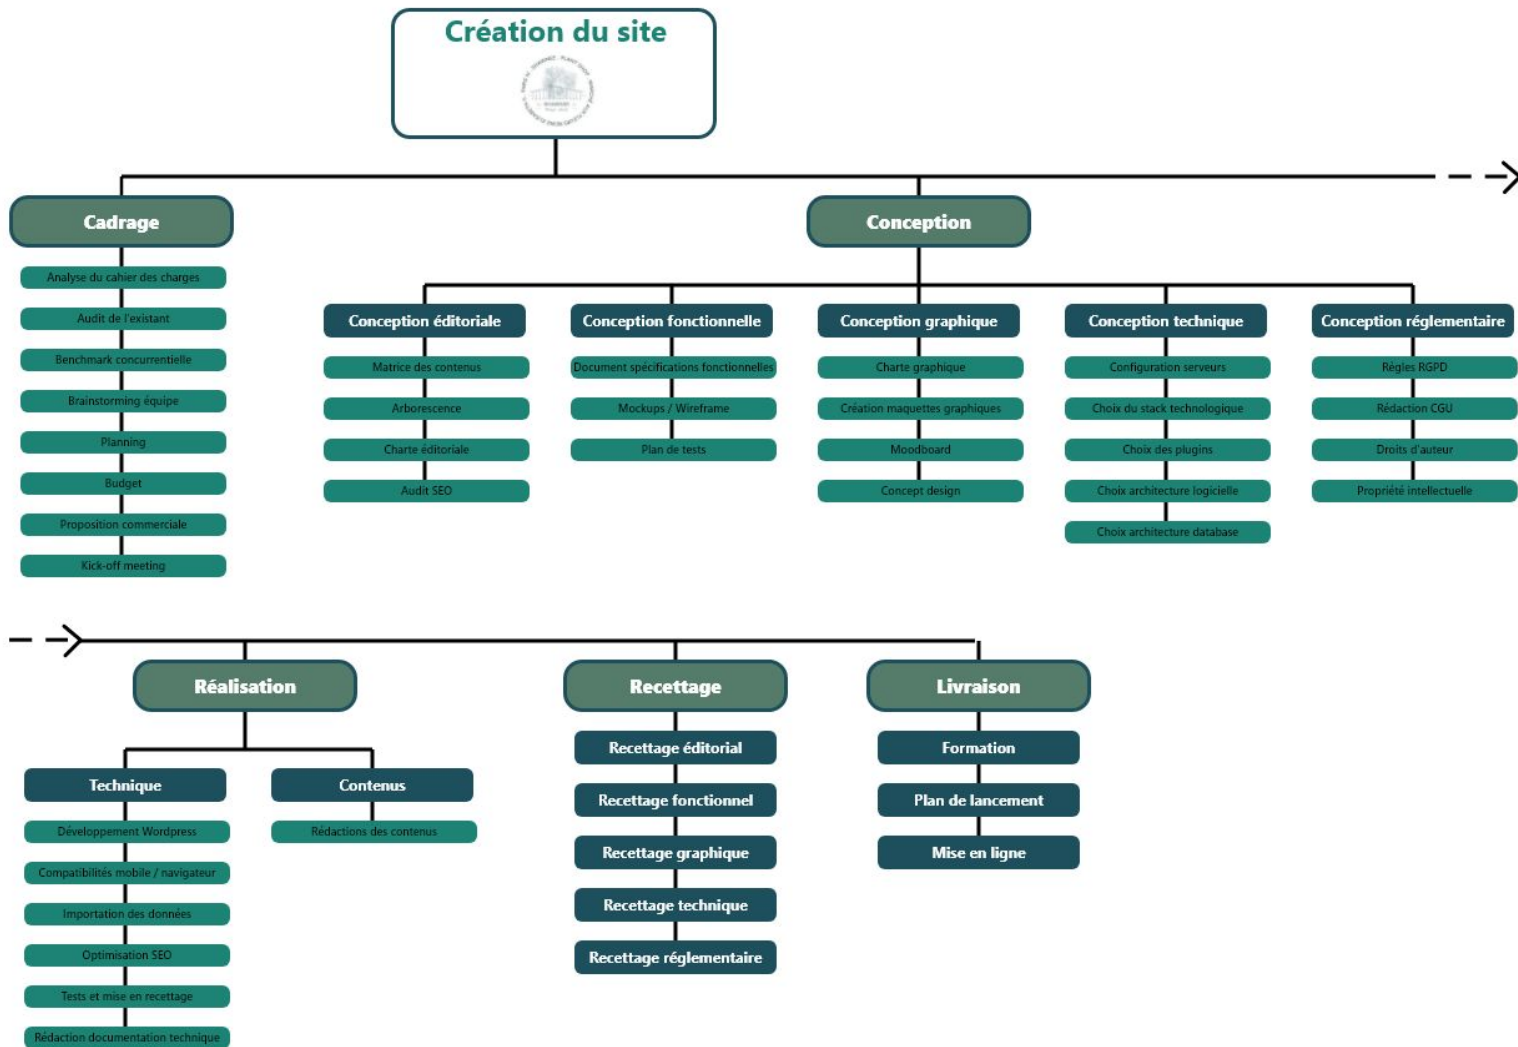 Création du site
Cadrage
Conception
Analyse du cahier des charges
Audit de l'existant
Benchmark concurrentielle
Brainstorming équipe
Planning
Budget
Proposition commerciale
Kick-off meeting
Conception éditoriale
Matrice des contenus
Arborescence
Charte éditoriale
Audit SEO
Conception fonctionnelle
Document spécifications fonctionnelles
Mockups / Wireframe
Plan de tests
Conception graphique
Charte graphique
Création maquettes graphiques
Moodboard
Concept design
Conception technique
Configuration serveurs
Choix du stack technologique
Choix des plugins
Choix architecture logicielle
Choix architecture database
Conception réglementaire
Règles RGPD
Rédaction CGU
Droits d'auteur
Propriété intellectuelle
Réalisation
Recettage
Livraison
Technique
Développement Wordpress
Compatibilités mobile / navigateur
Importation des données
Optimisation SEO
Tests et mise en recettage
Rédaction documentation technique
Contenus
Rédactions des contenus
Recettage éditorial
Recettage fonctionnel
Recettage graphique
Recettage technique
Recettage réglementaire
Formation
Plan de lancement
Mise en ligne